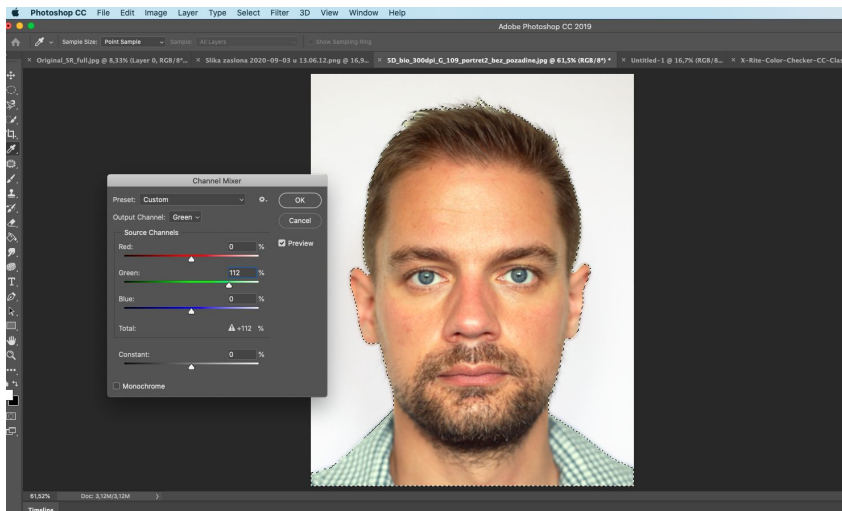 Photoshop CC File Edit Image Layer Type Select Filter 3D View Window Help
Adobe Photoshop CC 2019
Sample Size: Point Sample Sample: All Layers Show Sampling Ring
× Original_SR_full.jpg @ 8,33% (Layer 0, RGB/8*... × Slika zaslona 2020-09-03 u 13.06.12.png @ 16,9... × 5D_bio_300dpi_G_109_portret2_bez_pozadine.jpg @ 61,5% (RGB/8*) * × Untitled-1 @ 16,7% (RGB/8... × X-Rite-Color-Checker-CC-Clas
Channel Mixer
Preset: Custom OK
Output Channel: Green Cancel
Source Channels Preview
Red: 0 %
Green: 112 %
Blue: 0 %
Total: +112 %
Constant: 0 %
Monochrome
61,52% Doc: 3,12M/3,12M
Timeline